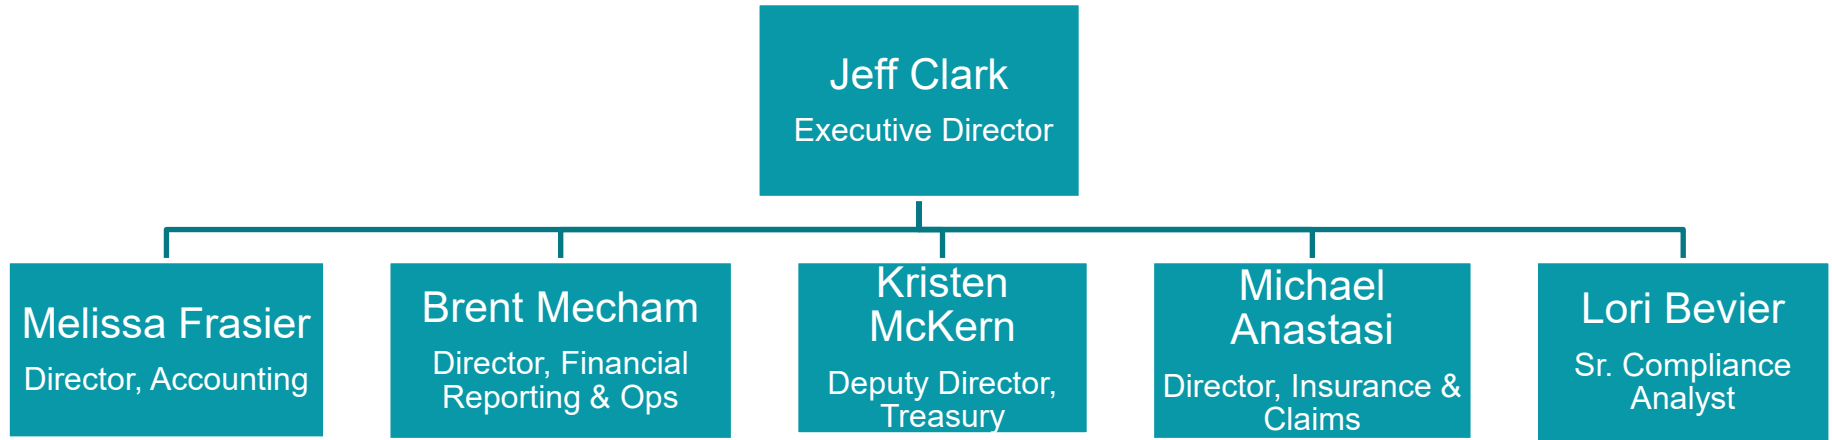 Jeff Clark
Executive Director
Melissa Frasier
Director, Accounting
Brent Mecham
Director, Financial
Reporting & Ops
Kristen
McKern
Deputy Director,
Treasury
Michael
Anastasi
Director, Insurance &
Claims
Lori Bevier
Sr. Compliance
Analyst